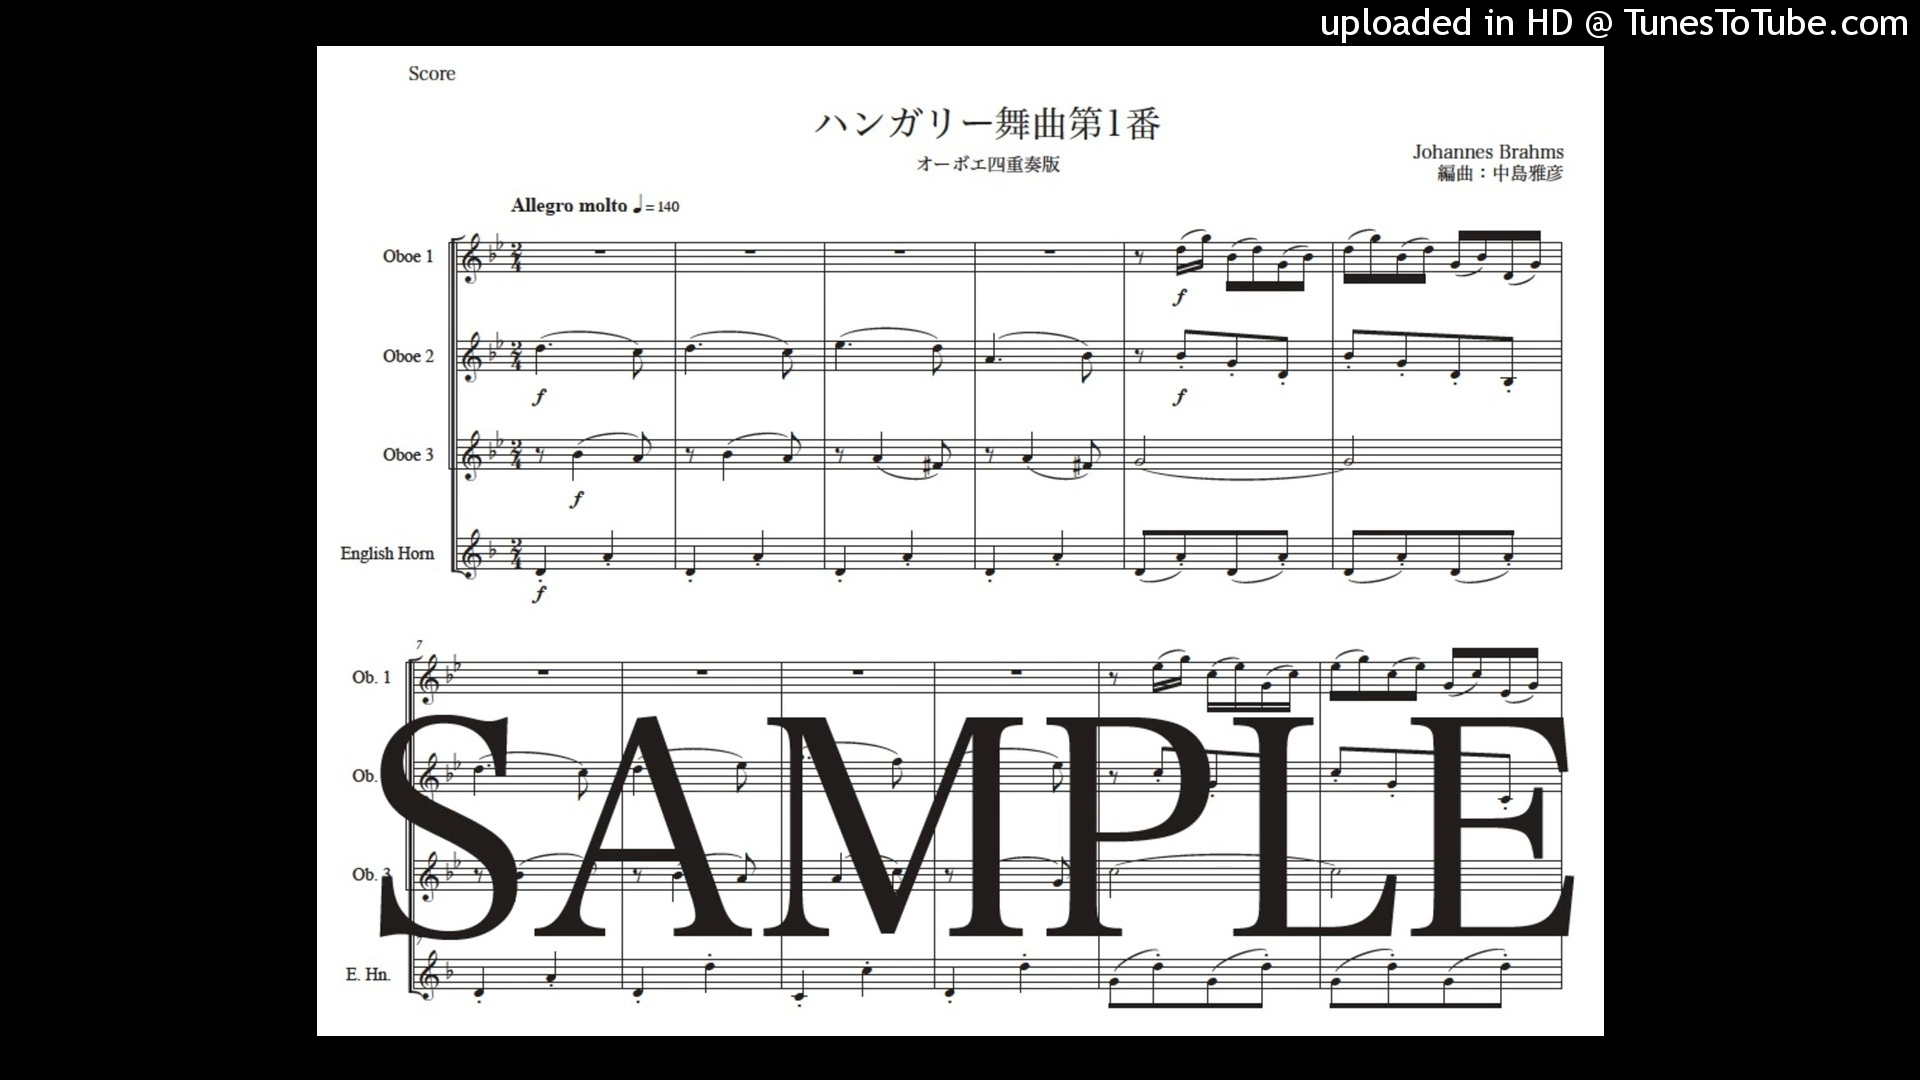 uploaded in HD @ TunesToTube.com
Score
ハンガリー舞曲第1番
オーボエ四重奏版
Johannes Brahms
編曲：中島雅彦
Allegro molto ♩= 140
Oboe 1
f
Oboe 2
f
f
Oboe 3
f
English Horn
f
7
Ob. 1
Ob.
Ob. 3
E. Hn.
SAMPLE